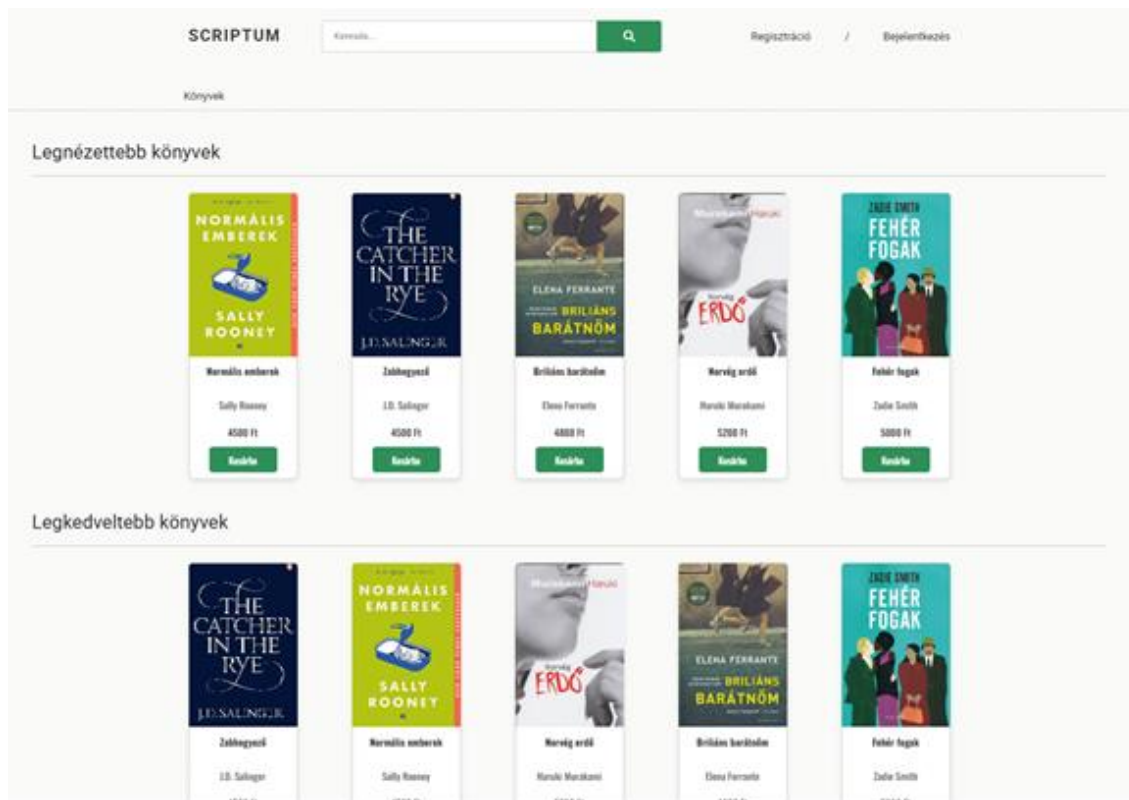 SCRIPTUM
Keresés...
Regisztráció / Bejelentkezés
Könyvek
Legnézettebb könyvek
NORMÁLIS
EMBEREK
SALLY
ROONEY
THE
CATCHER
IN THE
RYE
J.D. SALINGER
ELENA FERRANTE
BRILIÁNS
BARÁTNŐM
Murakami Haruki
Norvég
ERDŐ
ZADIE SMITH
FEHÉR
FOGAK
Normális emberek
Zabhegyező
Briliáns barátnőm
Norvég erdő
Fehér fogak
Sally Rooney
J.D. Salinger
Elena Ferrante
Haruki Murakami
Zadie Smith
4500 Ft
4500 Ft
4800 Ft
5200 Ft
5000 Ft
Kosárba
Kosárba
Kosárba
Kosárba
Kosárba
Legkedveltebb könyvek
THE
CATCHER
IN THE
RYE
J.D. SALINGER
NORMÁLIS
EMBEREK
SALLY
ROONEY
Murakami Haruki
Norvég
ERDŐ
ELENA FERRANTE
BRILIÁNS
BARÁTNŐM
ZADIE SMITH
FEHÉR
FOGAK
Zabhegyező
Normális emberek
Norvég erdő
Briliáns barátnőm
Fehér fogak
J.D. Salinger
Sally Rooney
Haruki Murakami
Elena Ferrante
Zadie Smith